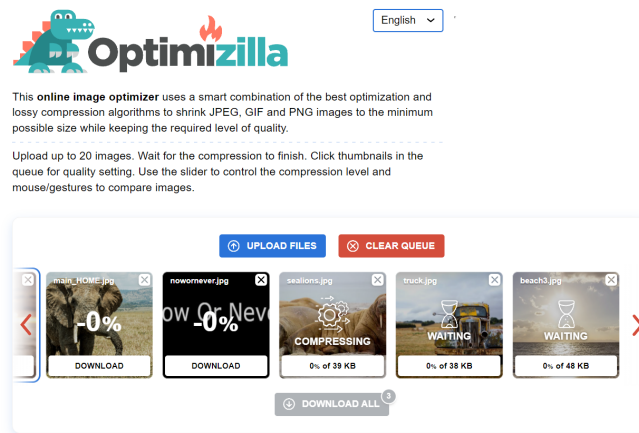 English
Optimizilla
This online image optimizer uses a smart combination of the best optimization and
lossy compression algorithms to shrink JPEG, GIF and PNG images to the minimum
possible size while keeping the required level of quality.
Upload up to 20 images. Wait for the compression to finish. Click thumbnails in the
queue for quality setting. Use the slider to control the compression level and
mouse/gestures to compare images.
UPLOAD FILES CLEAR QUEUE
main_HOME.jpg nowornever.jpg sealions.jpg truck.jpg beach3.jpg
-0% ow Or Neve -0% COMPRESSING WAITING WAITING
DOWNLOAD DOWNLOAD 0% of 39 KB 0% of 38 KB 0% of 48 KB
DOWNLOAD ALL 3